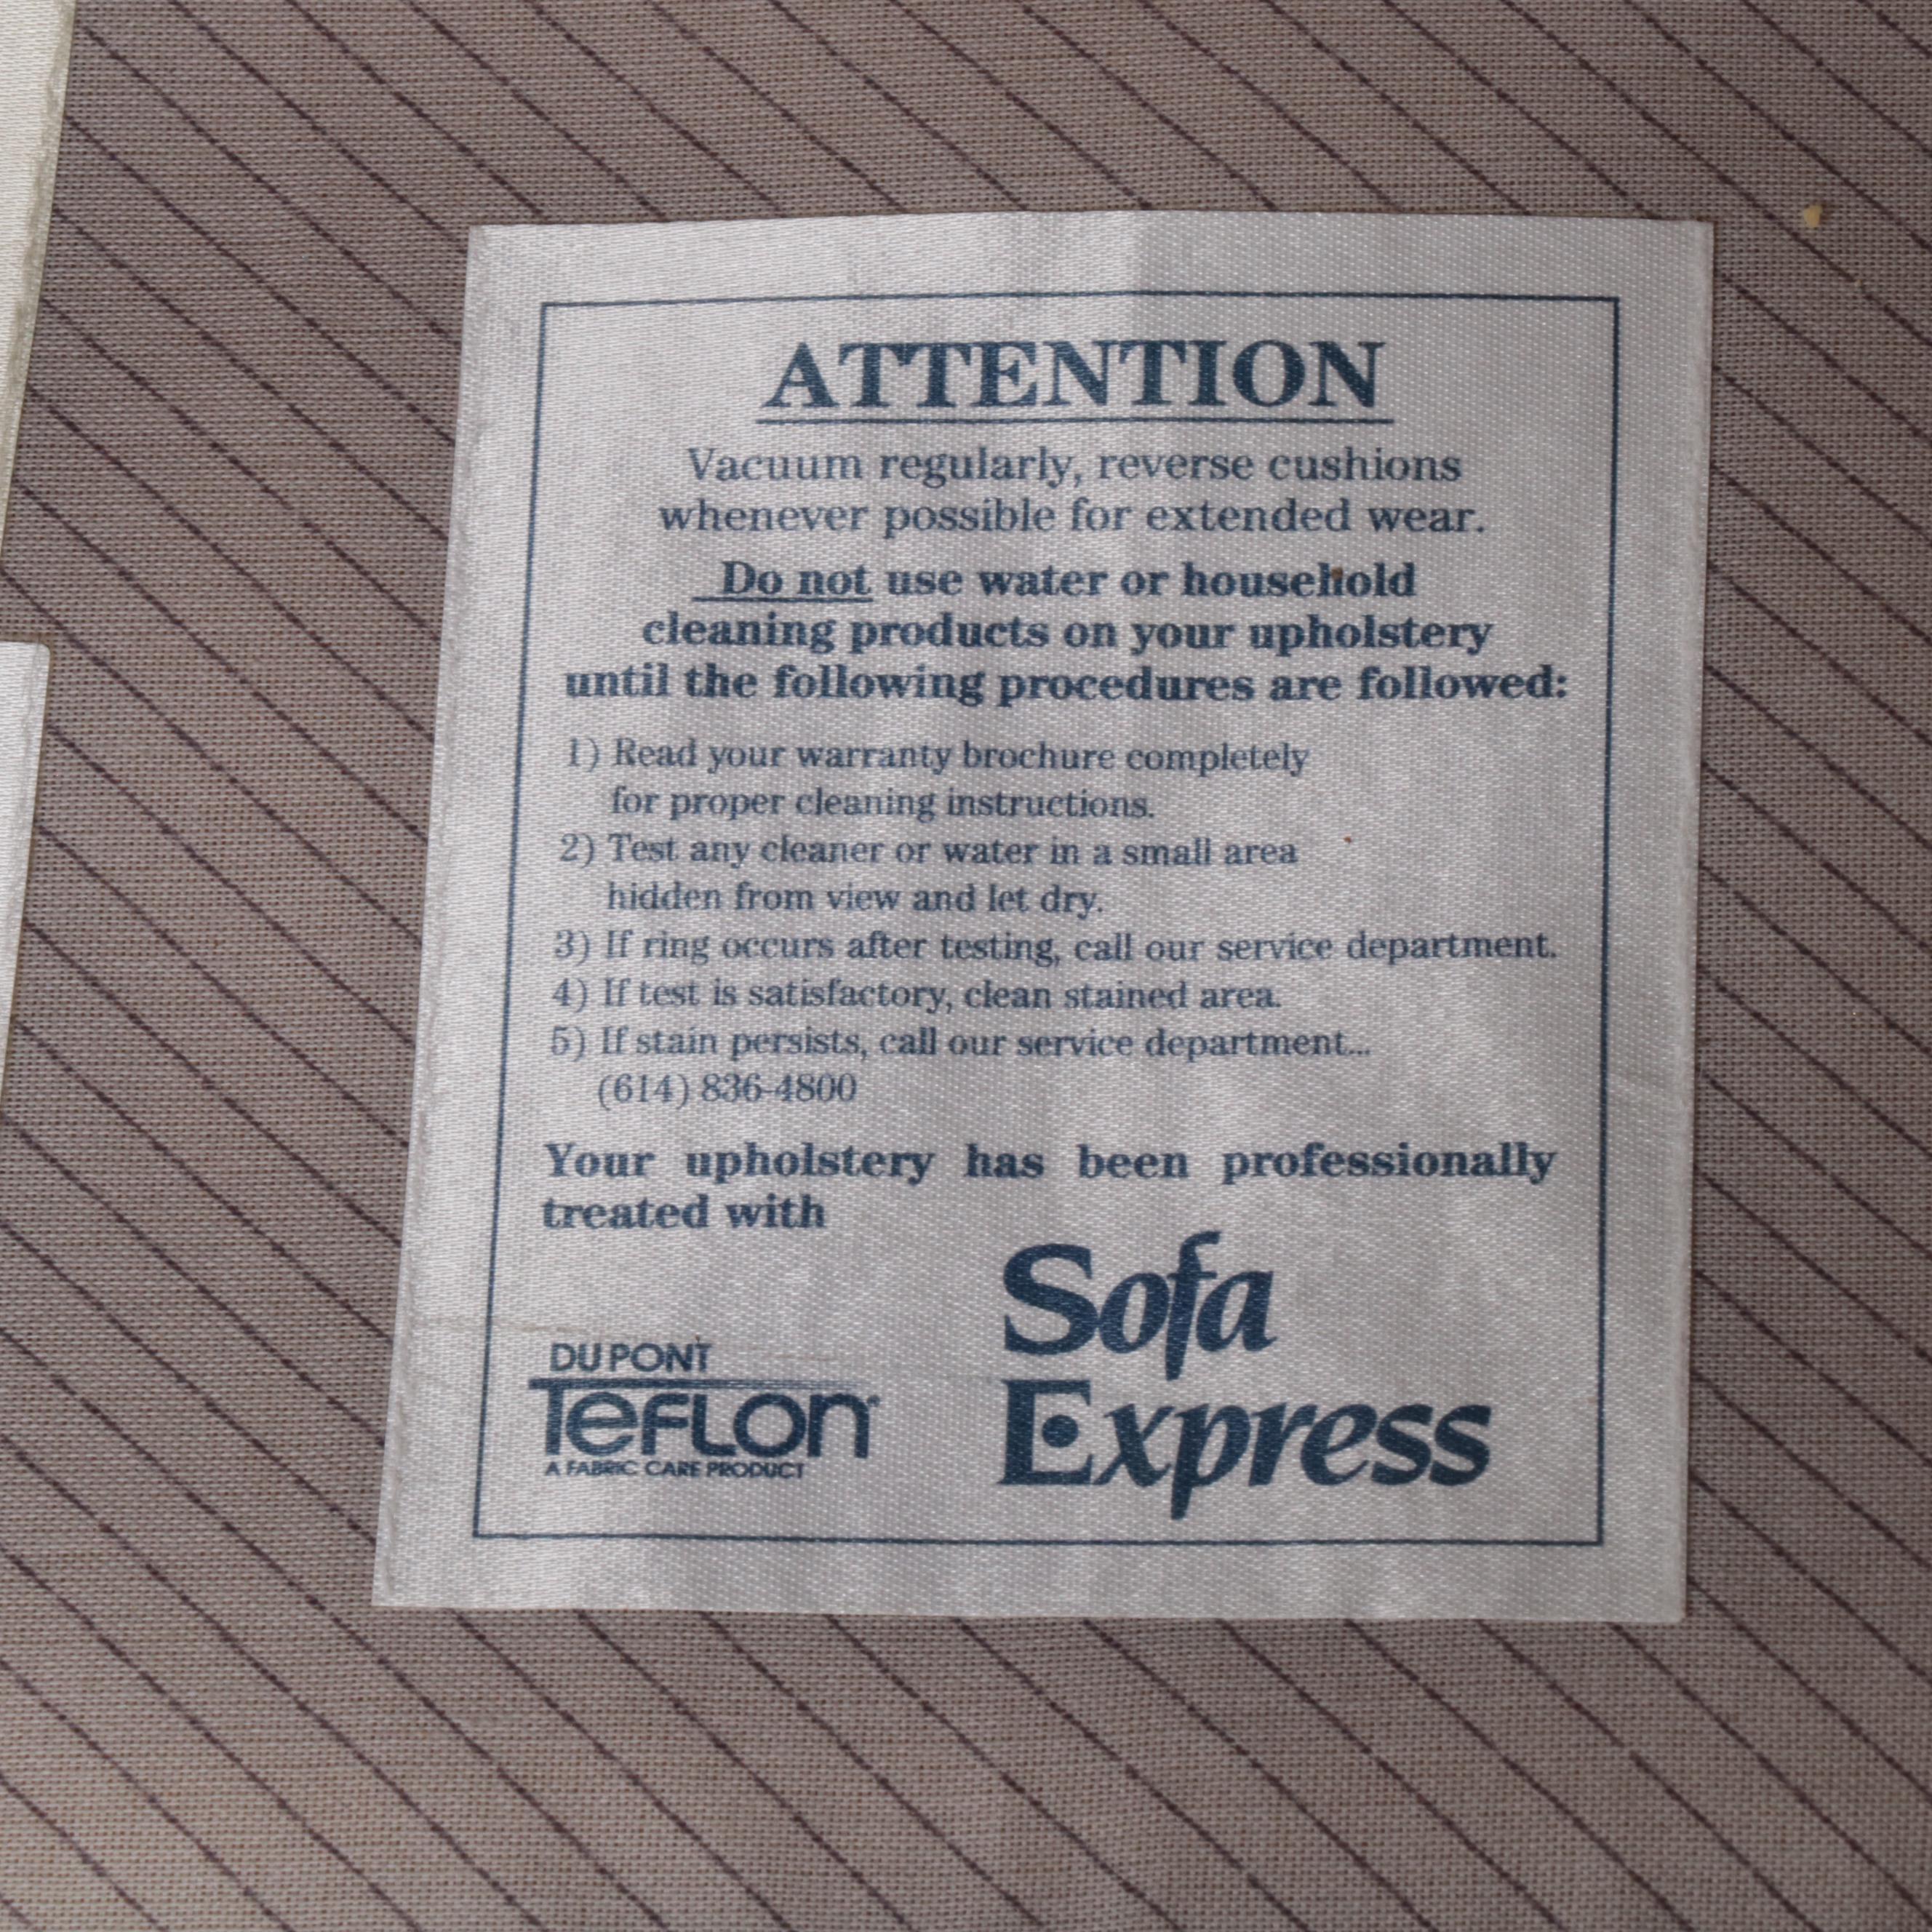 ATTENTION
Vacuum regularly, reverse cushions
whenever possible for extended wear.
Do not use water or household
cleaning products on your upholstery
until the following procedures are followed:
1) Read your warranty brochure completely
for proper cleaning instructions.
2) Test any cleaner or water in a small area
hidden from view and let dry.
3) If ring occurs after testing, call our service department.
4) If test is satisfactory, clean stained area.
5) If stain persists, call our service department...
(614) 836-4800
Your upholstery has been professionally
treated with
DU PONT
Teflon®
A FABRIC CARE PRODUCT
Sofa
Express